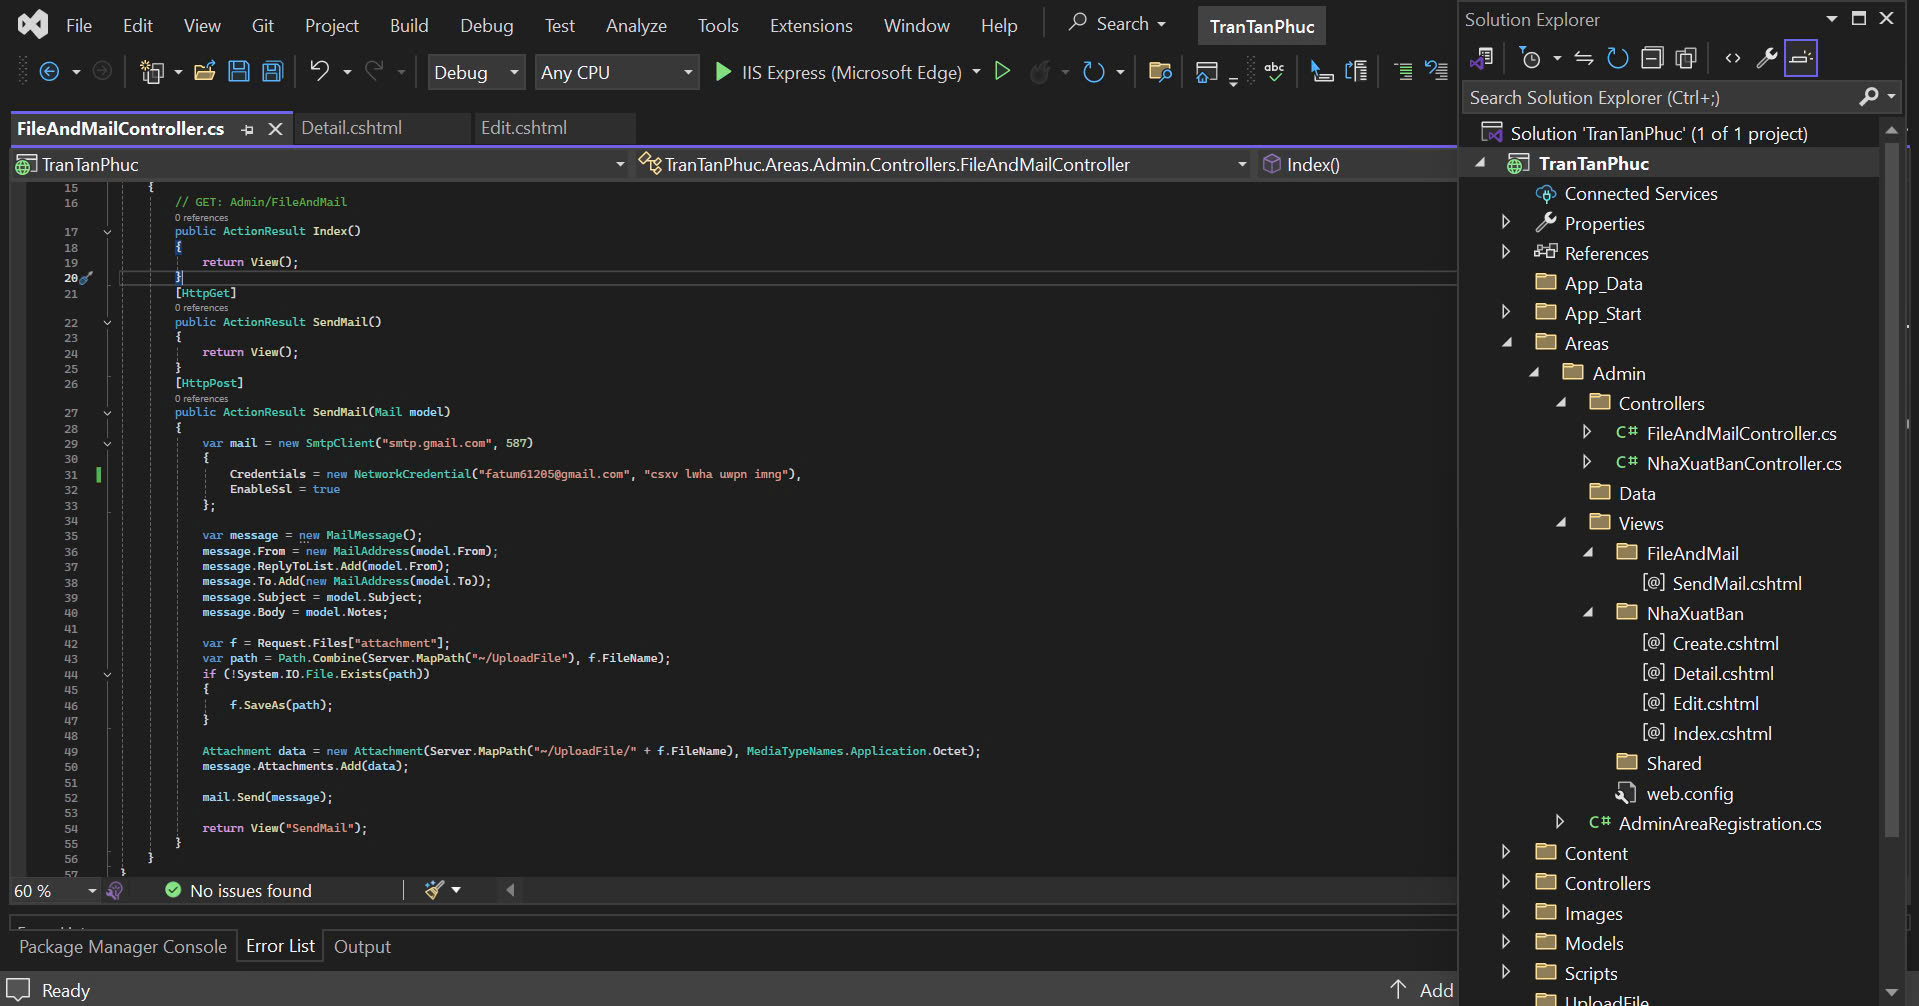 File Edit View Git Project Build Debug Test Analyze Tools Extensions Window Help Search TranTanPhuc
Debug Any CPU IIS Express (Microsoft Edge)
FileAndMailController.cs Detail.cshtml Edit.cshtml
TranTanPhuc TranTanPhuc.Areas.Admin.Controllers.FileAndMailController Index()
15 {
16 // GET: Admin/FileAndMail
0 references
17 public ActionResult Index()
18 {
19 return View();
20 }
21 [HttpGet]
0 references
22 public ActionResult SendMail()
23 {
24 return View();
25 }
26 [HttpPost]
0 references
27 public ActionResult SendMail(Mail model)
28 {
29 var mail = new SmtpClient("smtp.gmail.com", 587)
30 {
31 Credentials = new NetworkCredential("fatum61205@gmail.com", "csxv lwha uwpn imng"),
32 EnableSsl = true
33 };
34
35 var message = new MailMessage();
36 message.From = new MailAddress(model.From);
37 message.ReplyToList.Add(model.From);
38 message.To.Add(new MailAddress(model.To));
39 message.Subject = model.Subject;
40 message.Body = model.Notes;
41
42 var f = Request.Files["attachment"];
43 var path = Path.Combine(Server.MapPath("~/UploadFile"), f.FileName);
44 if (!System.IO.File.Exists(path))
45 {
46 f.SaveAs(path);
47 }
48
49 Attachment data = new Attachment(Server.MapPath("~/UploadFile/" + f.FileName), MediaTypeNames.Application.Octet);
50 message.Attachments.Add(data);
51
52 mail.Send(message);
53
54 return View("SendMail");
55 }
56 }
57 }
60 % No issues found
Package Manager Console Error List Output
Ready Add
Solution Explorer
Search Solution Explorer (Ctrl+;)
Solution 'TranTanPhuc' (1 of 1 project)
TranTanPhuc
Connected Services
Properties
References
App_Data
App_Start
Areas
Admin
Controllers
C# FileAndMailController.cs
C# NhaXuatBanController.cs
Data
Views
FileAndMail
[@] SendMail.cshtml
NhaXuatBan
[@] Create.cshtml
[@] Detail.cshtml
[@] Edit.cshtml
[@] Index.cshtml
Shared
web.config
C# AdminAreaRegistration.cs
Content
Controllers
Images
Models
Scripts
UploadFile